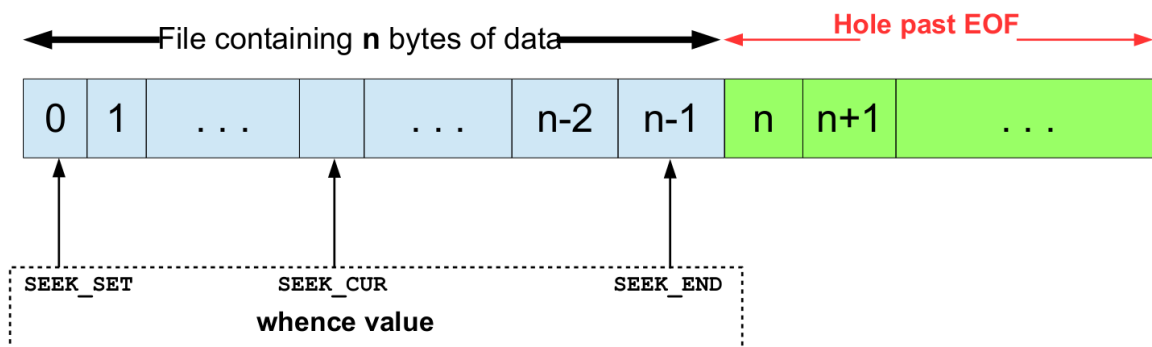 File containing n bytes of data
Hole past EOF
0 1 . . . . . . n-2 n-1 n n+1 . . .
SEEK_SET SEEK_CUR SEEK_END
whence value